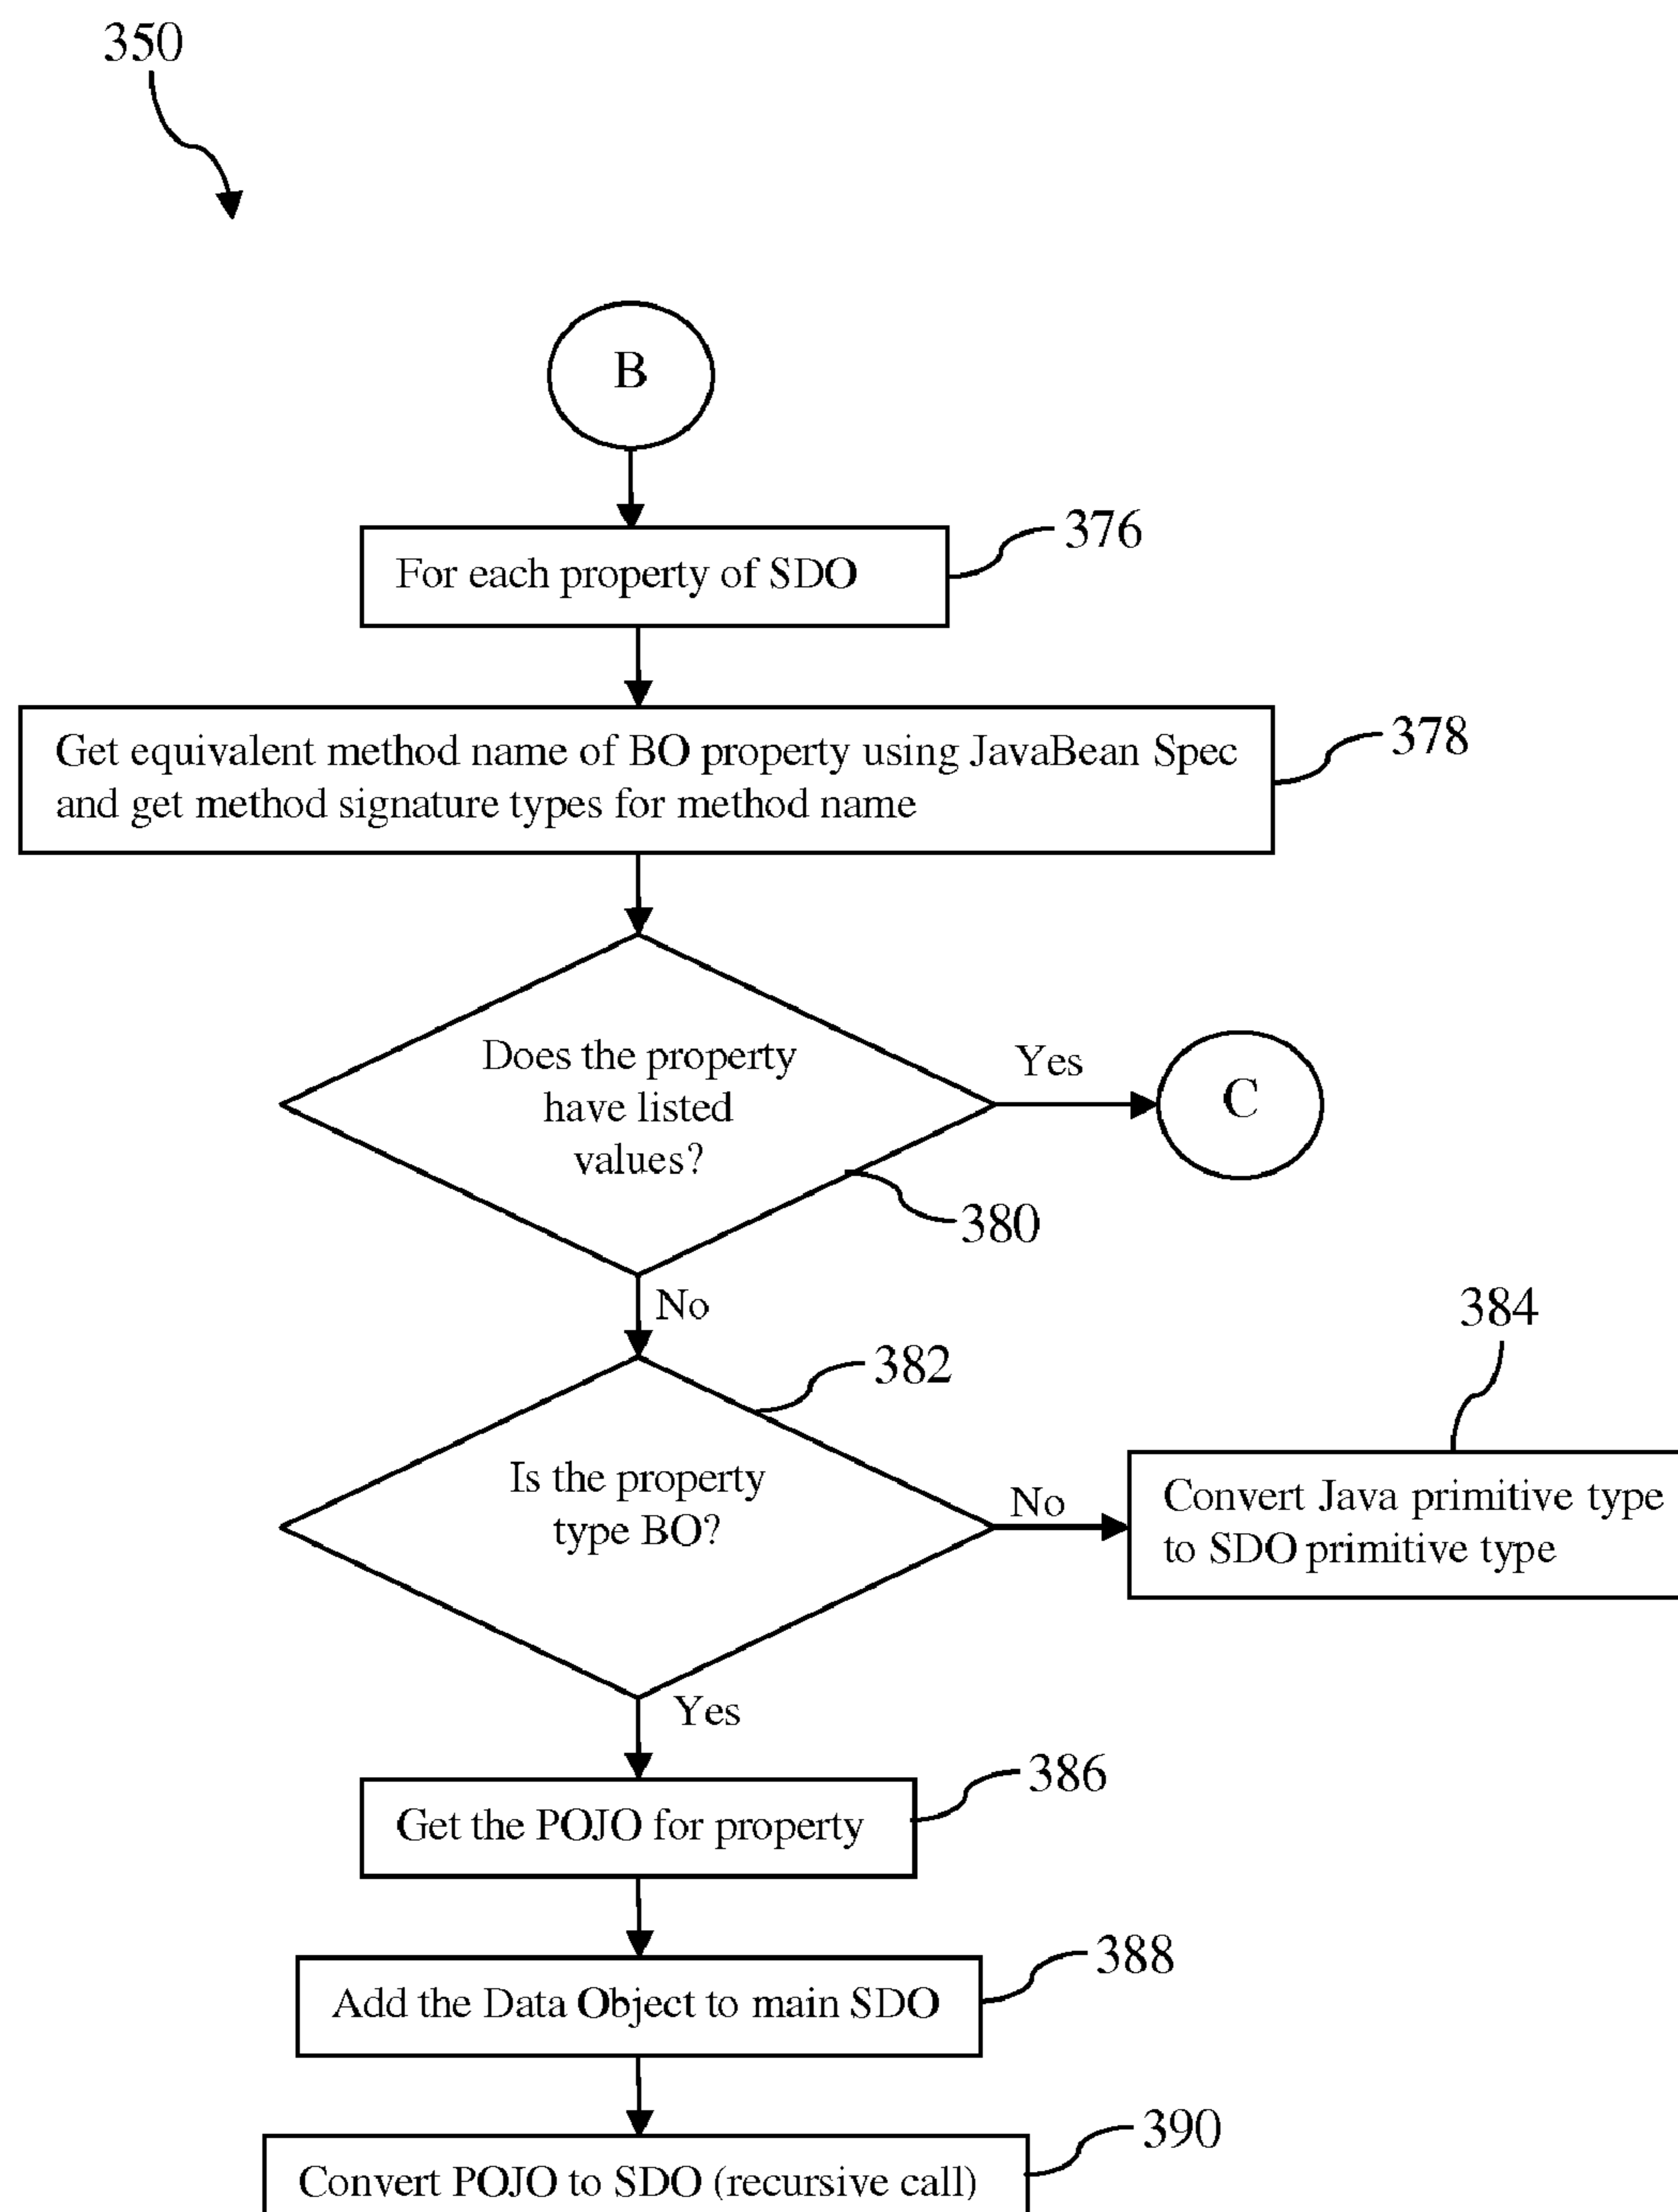 350
B
For each property of SDO
376
Get equivalent method name of BO property using JavaBean Spec
and get method signature types for method name
378
Does the property
have listed
values?
Yes
C
380
No
382
384
Is the property
type BO?
No
Convert Java primitive type
to SDO primitive type
Yes
Get the POJO for property
386
Add the Data Object to main SDO
388
Convert POJO to SDO (recursive call)
390